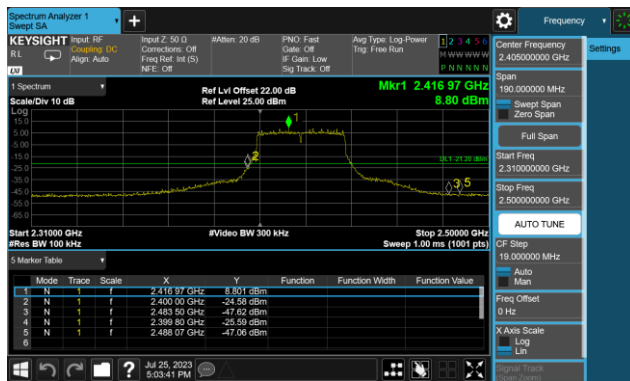 Spectrum Analyzer 1
Swept SA
Frequency
KEYSIGHT
RL
LXI
Input: RF
Coupling: DC
Align: Auto
Input Z: 50 Ω
Corrections: Off
Freq Ref: Int (S)
NFE: Off
#Atten: 20 dB
PNO: Fast
Gate: Off
IF Gain: Low
Sig Track: Off
Avg Type: Log-Power
Trig: Free Run
1 2 3 4 5 6
M W W W W W
P N N N N N
Center Frequency
2.405000000 GHz
Settings
Span
190.000000 MHz
Swept Span
Zero Span
Full Span
Start Freq
2.310000000 GHz
Stop Freq
2.500000000 GHz
AUTO TUNE
CF Step
19.000000 MHz
Auto
Man
Freq Offset
0 Hz
X Axis Scale
Log
Lin
Signal Track
(Span Zoom)
1 Spectrum
Scale/Div 10 dB
Log
Ref Lvl Offset 22.00 dB
Ref Level 25.00 dBm
Mkr1 2.416 97 GHz
8.80 dBm
15.0
5.00
-5.00
-15.0
-25.0
-35.0
-45.0
-55.0
-65.0
1
2
3
5
DL1 -21.20 dBm
Start 2.31000 GHz
#Res BW 100 kHz
#Video BW 300 kHz
Stop 2.50000 GHz
Sweep 1.00 ms (1001 pts)
5 Marker Table
Mode Trace Scale X Y Function Function Width Function Value
1 N 1 f 2.416 97 GHz 8.801 dBm
2 N 1 f 2.400 00 GHz -24.58 dBm
3 N 1 f 2.483 50 GHz -47.62 dBm
4 N 1 f 2.399 80 GHz -25.59 dBm
5 N 1 f 2.488 07 GHz -47.06 dBm
6
?
Jul 25, 2023
5:03:41 PM